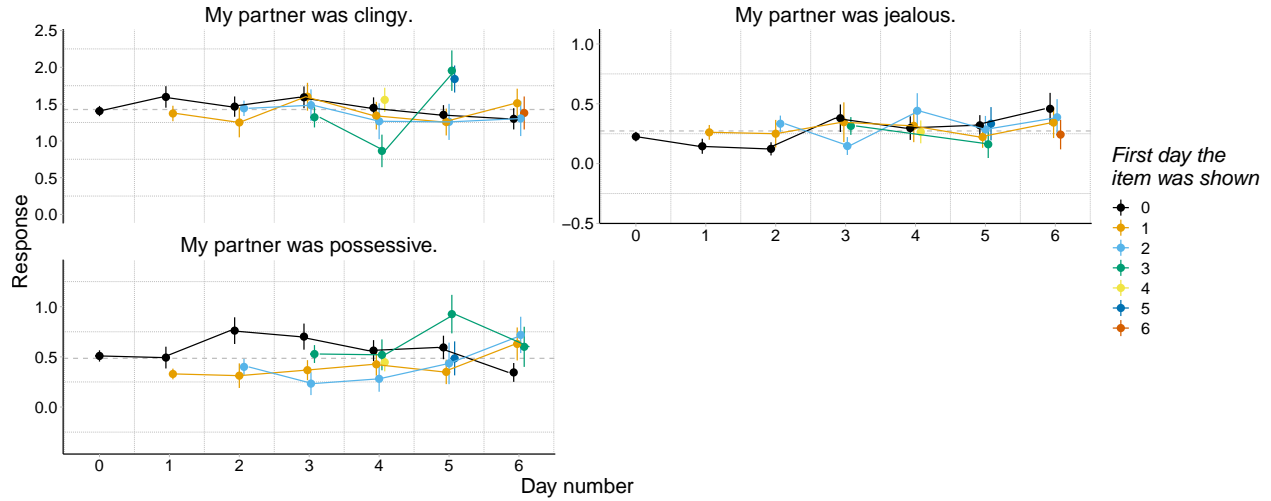 My partner was clingy.
2.5
2.0
1.5
1.0
0.5
0.0
My partner was jealous.
1.0
0.5
0.0
−0.5
0 1 2 3 4 5 6
My partner was possessive.
1.0
0.5
0.0
0 1 2 3 4 5 6
Response
Day number
First day the
item was shown
0
1
2
3
4
5
6